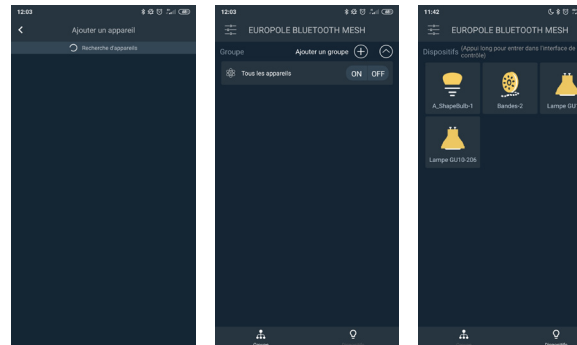 12:03
Ajouter un appareil
Recherche d'appareils
12:03
EUROPOLE BLUETOOTH MESH
Groupe
Ajouter un groupe
Tous les appareils
ON OFF
Groupe
11:42
EUROPOLE BLUETOOTH MESH
Dispositifs (Appui long pour entrer dans l'interface de
contrôle)
A_ShapeBulb-1
Bandes-2
Lampe GU1
Lampe GU10-206